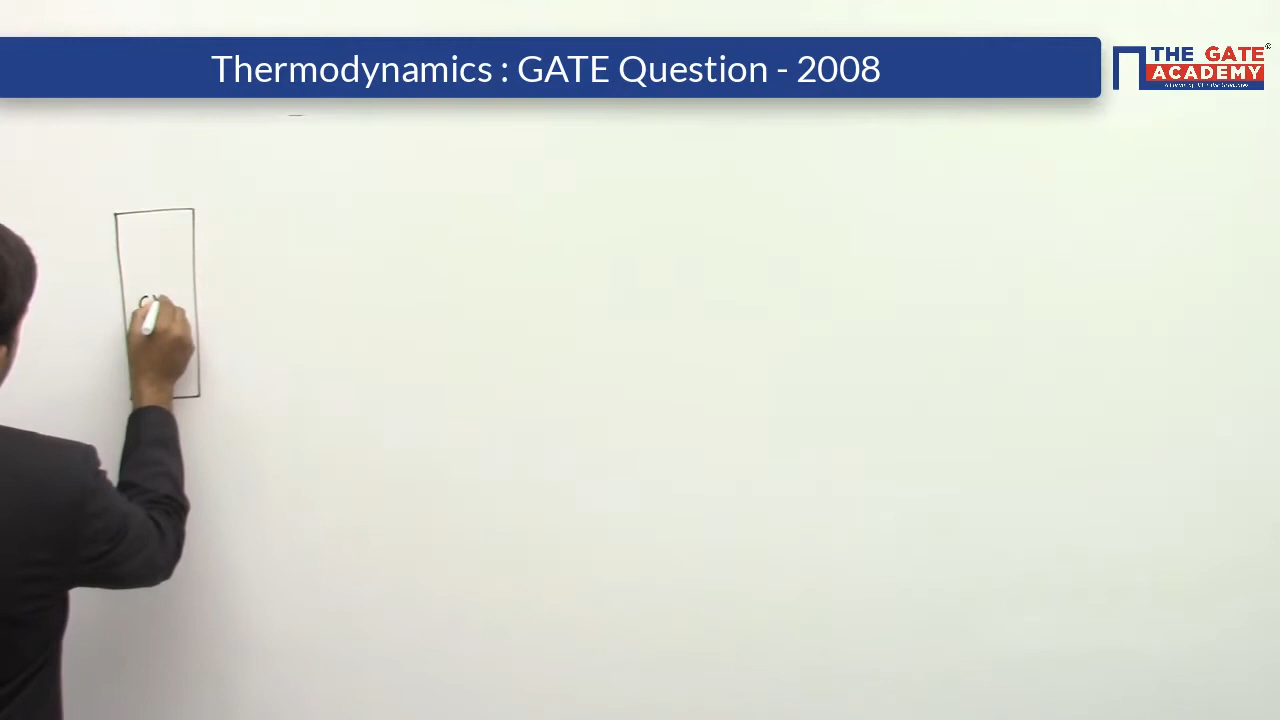 Thermodynamics : GATE Question - 2008
THE GATE
ACADEMY